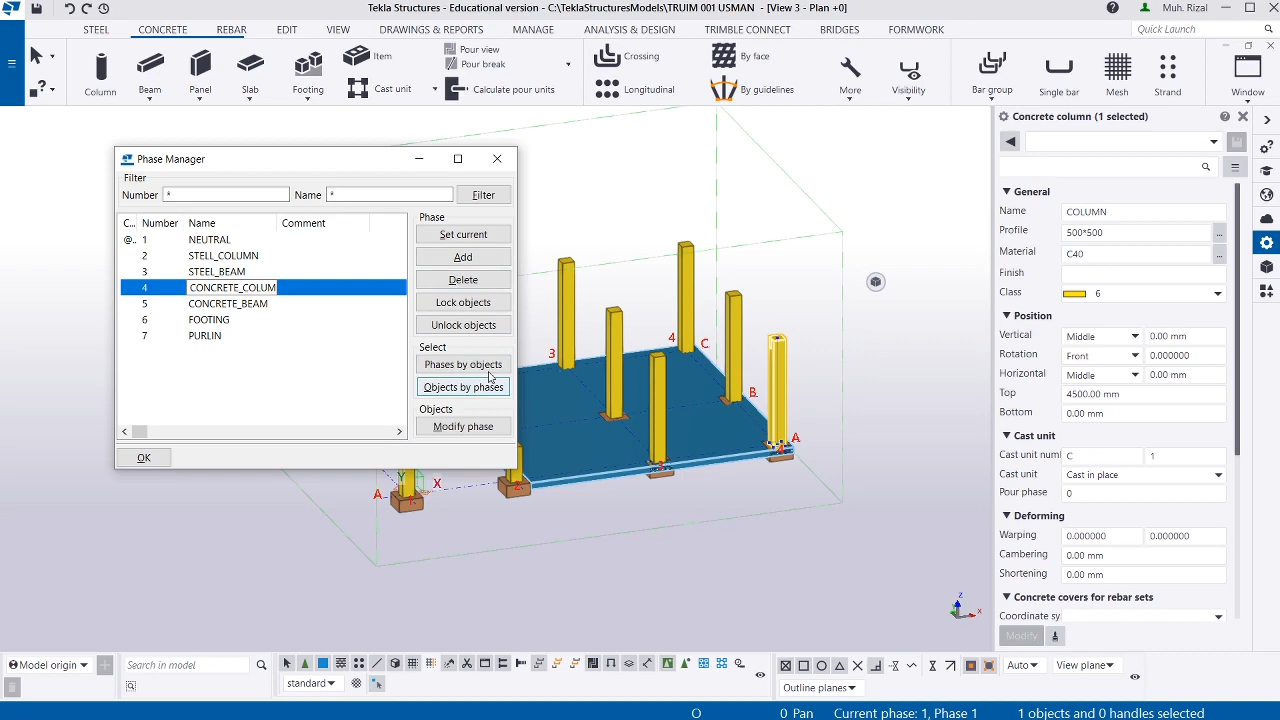 Tekla Structures - Educational version - C:\TeklaStructuresModels\TRUIM 001 USMAN - [View 3 - Plan +0]
Muh. Rizal
STEEL CONCRETE REBAR EDIT VIEW DRAWINGS & REPORTS MANAGE ANALYSIS & DESIGN TRIMBLE CONNECT BRIDGES FORMWORK
Quick Launch
Column
Beam
Panel
Slab
Footing
Item
Cast unit
Pour view
Pour break
Calculate pour units
Crossing
Longitudinal
By face
By guidelines
More
Visibility
Bar group
Single bar
Mesh
Strand
Window
Phase Manager
Filter
Number * Name * Filter
C... Number Name Comment
@... 1 NEUTRAL
2 STELL_COLUMN
3 STEEL_BEAM
4 CONCRETE_COLUM
5 CONCRETE_BEAM
6 FOOTING
7 PURLIN
Phase
Set current
Add
Delete
Lock objects
Unlock objects
Select
Phases by objects
Objects by phases
Objects
Modify phase
OK
3
4
C
B
A
4
3
2
A
1
X
Y
Concrete column (1 selected)
General
Name COLUMN
Profile 500*500 ...
Material C40 ...
Finish
Class 6
Position
Vertical Middle 0.00 mm
Rotation Front 0.000000
Horizontal Middle 0.00 mm
Top 4500.00 mm
Bottom 0.00 mm
Cast unit
Cast unit numl C 1
Cast unit Cast in place
Pour phase 0
Deforming
Warping 0.000000 0.000000
Cambering 0.00 mm
Shortening 0.00 mm
Concrete covers for rebar sets
Coordinate sy
Modify
z
x
Model origin
Search in model
standard
Auto
View plane
Outline planes
O
0 Pan
Current phase: 1, Phase 1
1 objects and 0 handles selected